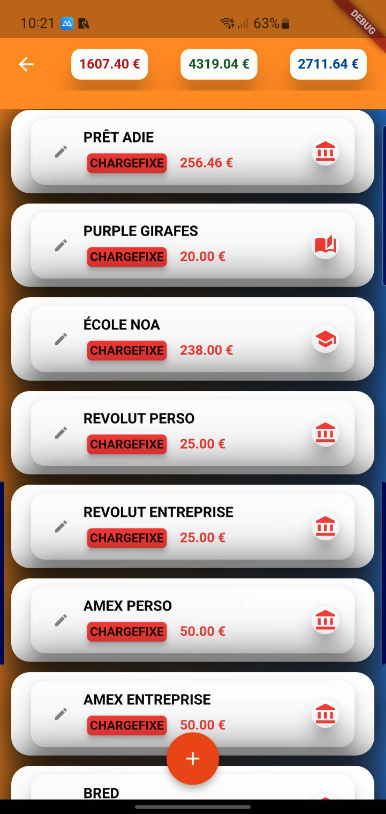 10:21
63%
DEBUG
1607.40 €
4319.04 €
2711.64 €
PRÊT ADIE
CHARGEFIXE 256.46 €
PURPLE GIRAFES
CHARGEFIXE 20.00 €
ÉCOLE NOA
CHARGEFIXE 238.00 €
REVOLUT PERSO
CHARGEFIXE 25.00 €
REVOLUT ENTREPRISE
CHARGEFIXE 25.00 €
AMEX PERSO
CHARGEFIXE 50.00 €
AMEX ENTREPRISE
CHARGEFIXE 50.00 €
+
BRED